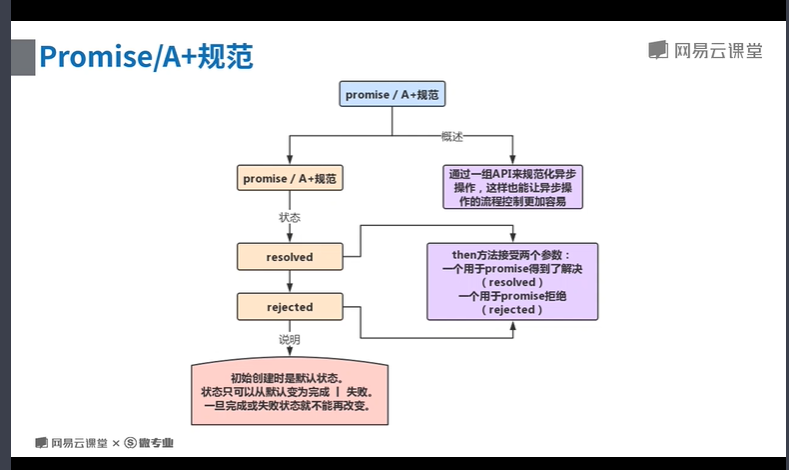 Promise/A+规范
网易云课堂
promise / A+规范
概述
promise / A+规范
通过一组API来规范化异步
操作，这样也能让异步操
作的流程控制更加容易
状态
resolved
then方法接受两个参数：
一个用于promise得到了解决
（resolved）
一个用于promise拒绝
（rejected）
rejected
说明
初始创建时是默认状态。
状态只可以从默认变为完成 丨 失败。
一旦完成或失败状态就不能再改变。
网易云课堂 × Ⓢ微专业